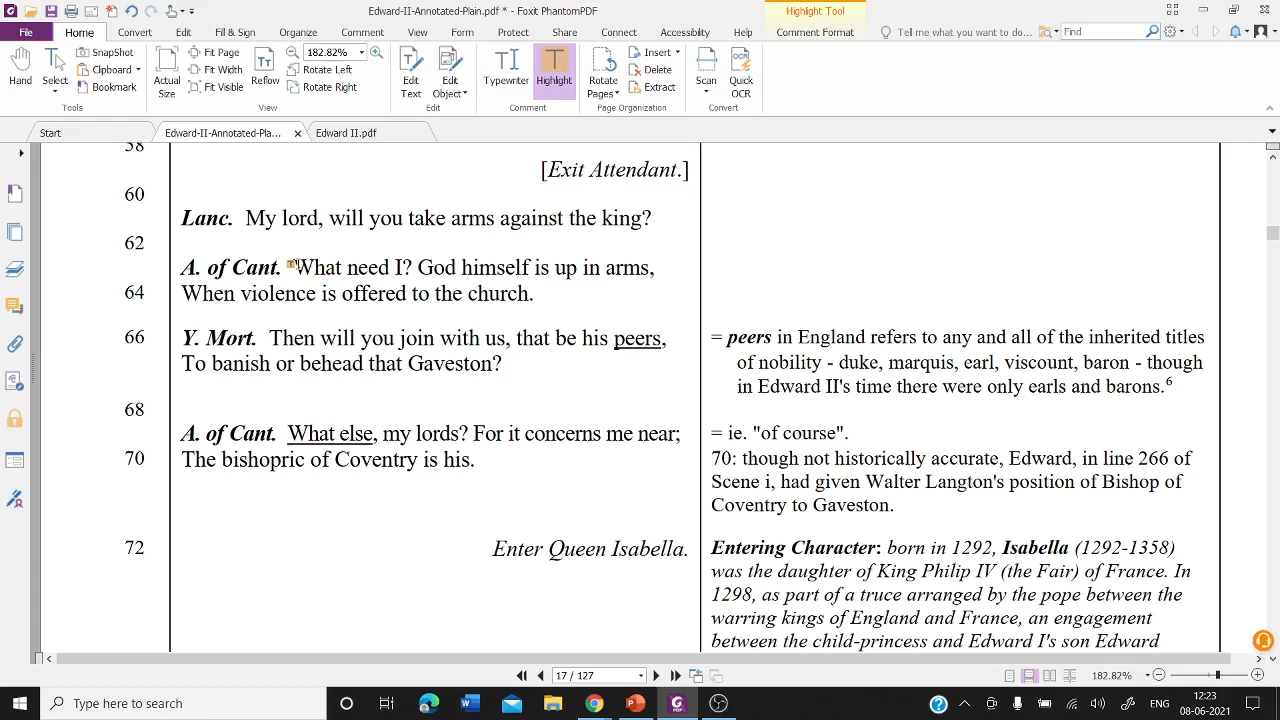 Edward-II-Annotated-Plain.pdf * - Foxit PhantomPDF
Highlight Tool
File Home Convert Edit Fill & Sign Organize Comment View Form Protect Share Connect Accessibility Help Comment Format Tell me what you want to do... Find
Hand
Select
SnapShot
Clipboard
Bookmark
Tools
Actual Size
Fit Page
Fit Width
Fit Visible
Reflow
182.82%
Rotate Left
Rotate Right
View
Edit Text
Edit Object
Edit
Typewriter
Highlight
Comment
Rotate Pages
Insert
Delete
Extract
Page Organization
Scan
Quick OCR
Convert
Start
Edward-II-Annotated-Pla...
Edward II.pdf
58
[Exit Attendant.]
60
Lanc. My lord, will you take arms against the king?
62
A. of Cant. What need I? God himself is up in arms,
64 When violence is offered to the church.
66 Y. Mort. Then will you join with us, that be his peers,
To banish or behead that Gaveston?
68
A. of Cant. What else, my lords? For it concerns me near;
70 The bishopric of Coventry is his.
72 Enter Queen Isabella.
= peers in England refers to any and all of the inherited titles
of nobility - duke, marquis, earl, viscount, baron - though
in Edward II's time there were only earls and barons.6
= ie. "of course".
70: though not historically accurate, Edward, in line 266 of
Scene i, had given Walter Langton's position of Bishop of
Coventry to Gaveston.
Entering Character: born in 1292, Isabella (1292-1358)
was the daughter of King Philip IV (the Fair) of France. In
1298, as part of a truce arranged by the pope between the
warring kings of England and France, an engagement
between the child-princess and Edward I's son Edward
17 / 127
182.82%
Type here to search
12:23
08-06-2021